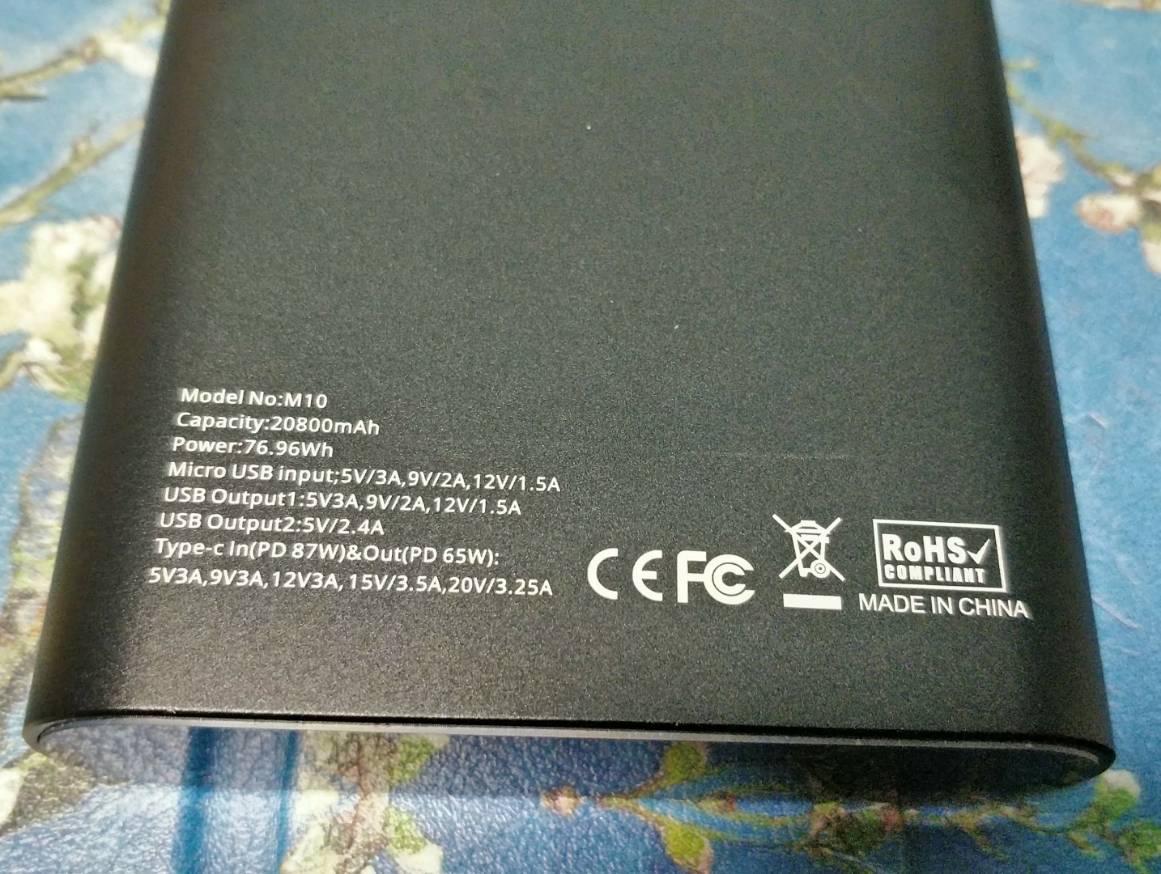 Model No:M10
Capacity:20800mAh
Power:76.96Wh
Micro USB input;5V/3A,9V/2A,12V/1.5A
USB Output1:5V3A,9V/2A,12V/1.5A
USB Output2:5V/2.4A
Type-c In(PD 87W)&Out(PD 65W):
5V3A,9V3A,12V3A,15V/3.5A,20V/3.25A
CE FC
RoHS
COMPLIANT
MADE IN CHINA